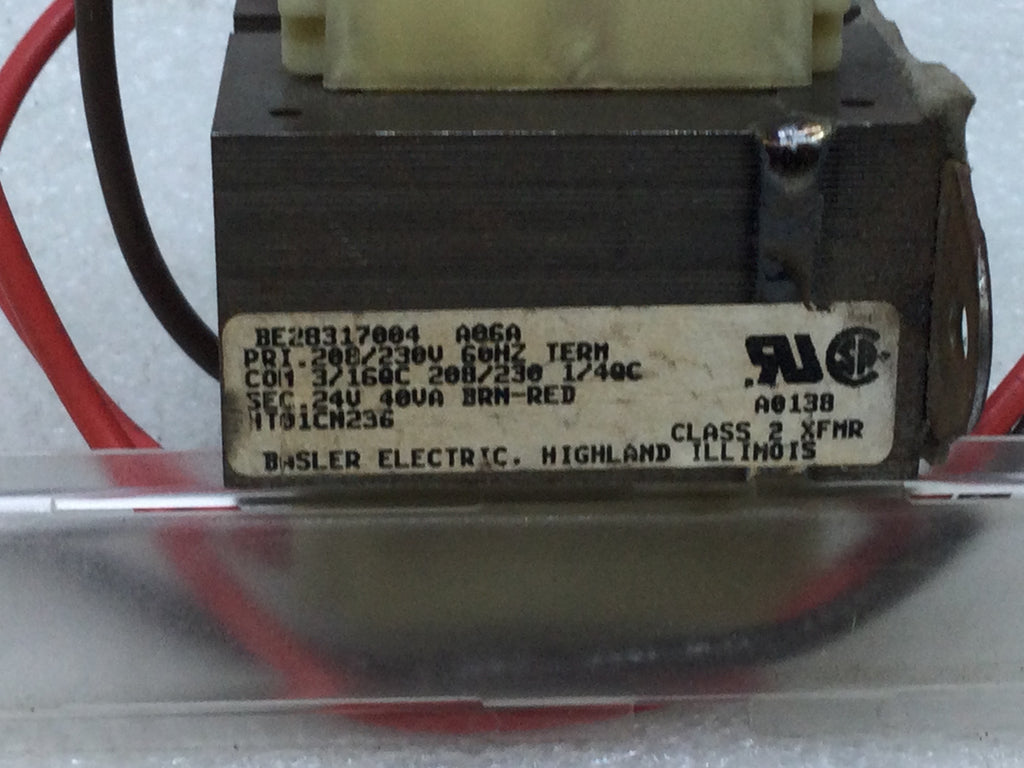 BE28317004 A06A
PRI.208/230V 60HZ TERM
COM 3/16QC 208/230 1/4QC
SEC 24V 40VA BRN-RED
HT01CN236
A0138
CLASS 2 XFMR
BASLER ELECTRIC. HIGHLAND ILLINOIS